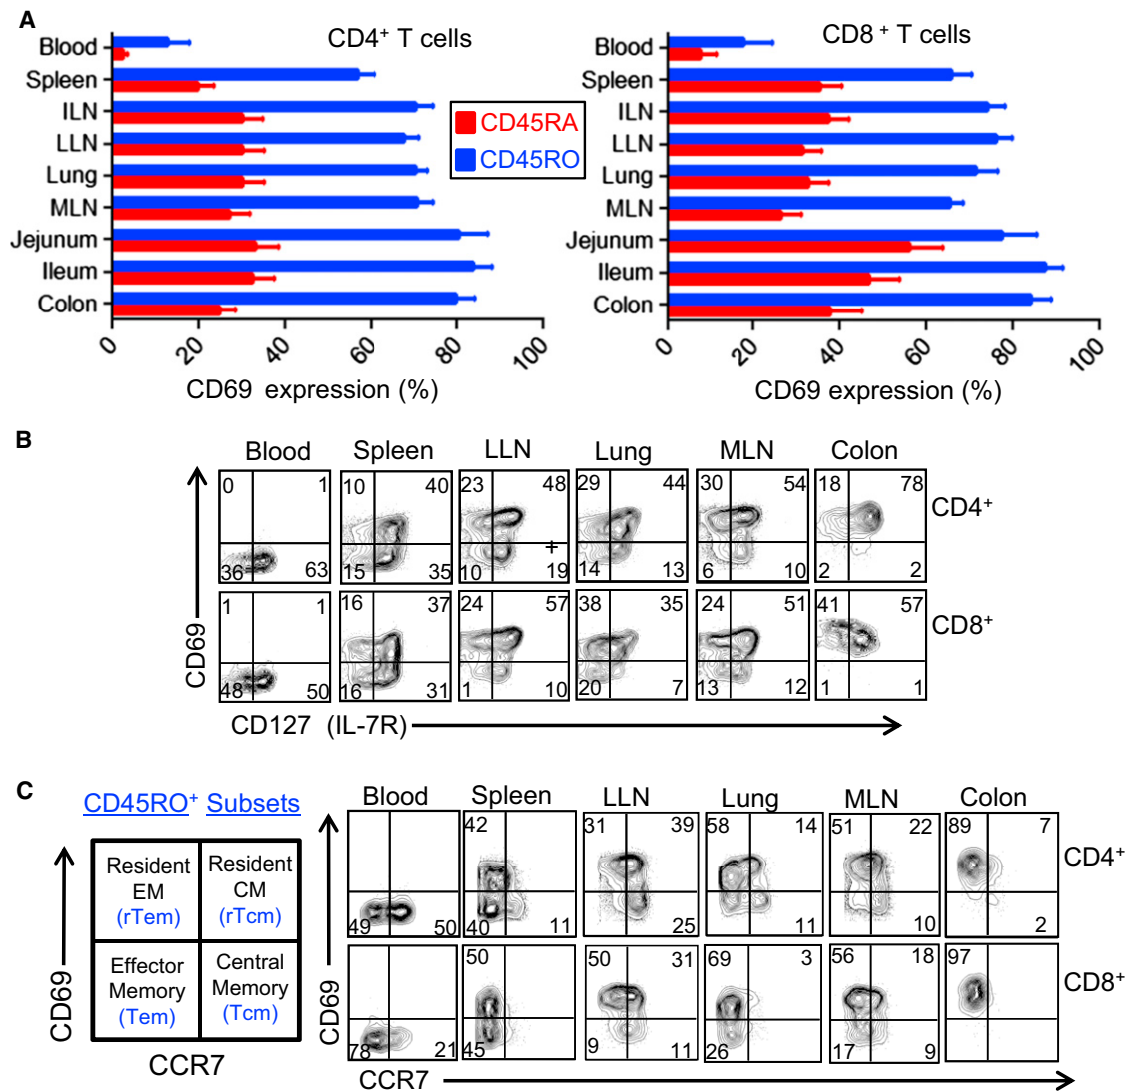 A
CD4+ T cells
CD8 + T cells
Blood
Spleen
ILN
LLN
Lung
MLN
Jejunum
Ileum
Colon
0 20 40 60 80 100
CD69 expression (%)
CD45RA
CD45RO
Blood
Spleen
ILN
LLN
Lung
MLN
Jejunum
Ileum
Colon
0 20 40 60 80 100
CD69 expression (%)
B
Blood Spleen LLN Lung MLN Colon
0 1 10 40 23 48 29 44 30 54 18 78
CD4+
+
36 63 15 35 10 19 14 13 6 10 2 2
1 1 16 37 24 57 38 35 24 51 41 57
CD8+
48 50 16 31 1 10 20 7 13 12 1 1
CD69
CD127 (IL-7R)
C
CD45RO+ Subsets
Resident EM (rTem)
Resident CM (rTcm)
Effector Memory (Tem)
Central Memory (Tcm)
CD69
CCR7
Blood Spleen LLN Lung MLN Colon
42 31 39 58 14 51 22 89 7
CD4+
49 50 40 11 25 11 10 2
50 50 31 69 3 56 18 97
CD8+
78 21 45 9 11 26 17 9
CD69
CCR7